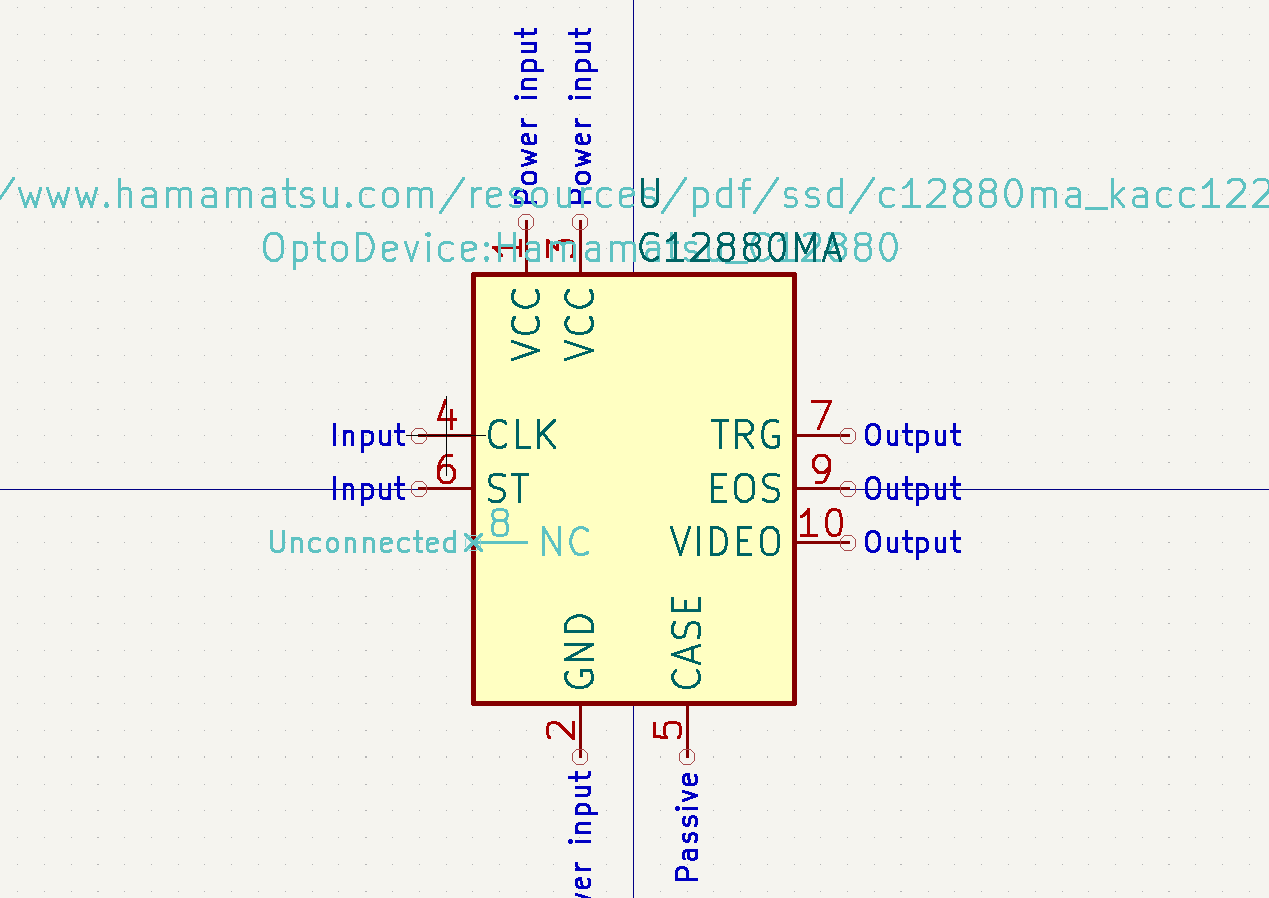 Power input
Power input
/www.hamamatsu.com/resources/pdf/ssd/c12880ma_kacc122
U
OptoDevice:Hamamatsu_C12880
C12880MA
1
3
VCC
VCC
Input 4 CLK
Input 6 ST
Unconnected 8 NC
TRG 7 Output
EOS 9 Output
VIDEO 10 Output
GND
CASE
2
5
wer input
Passive